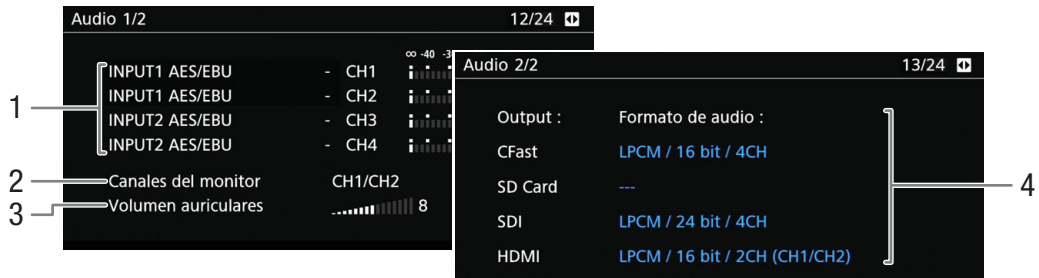 Audio 1/2 12/24
∞ -40 -3
INPUT1 AES/EBU - CH1
INPUT1 AES/EBU - CH2
INPUT2 AES/EBU - CH3
INPUT2 AES/EBU - CH4
1
2 Canales del monitor CH1/CH2
3 Volumen auriculares 8
Audio 2/2 13/24
Output : Formato de audio :
CFast LPCM / 16 bit / 4CH
SD Card ---
SDI LPCM / 24 bit / 4CH
HDMI LPCM / 16 bit / 2CH (CH1/CH2)
4